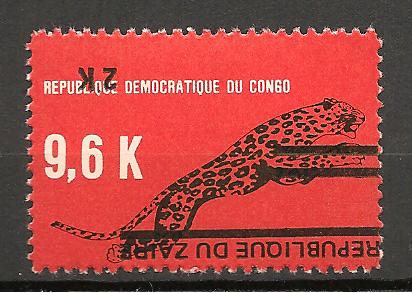 2 K
REPUBLIQUE DEMOCRATIQUE DU CONGO
9,6 K
REPUBLIQUE DU ZAIRE